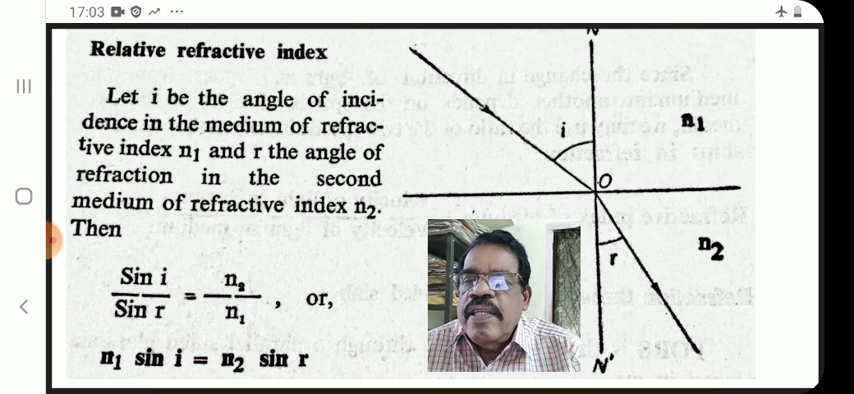 17:03
Relative refractive index
Let i be the angle of inci-
dence in the medium of refrac-
tive index n₁ and r the angle of
refraction in the second
medium of refractive index n₂.
Then
Sin i / Sin r = n₂ / n₁ , or,
n₁ sin i = n₂ sin r
N
i
n₁
O
r
n₂
N'